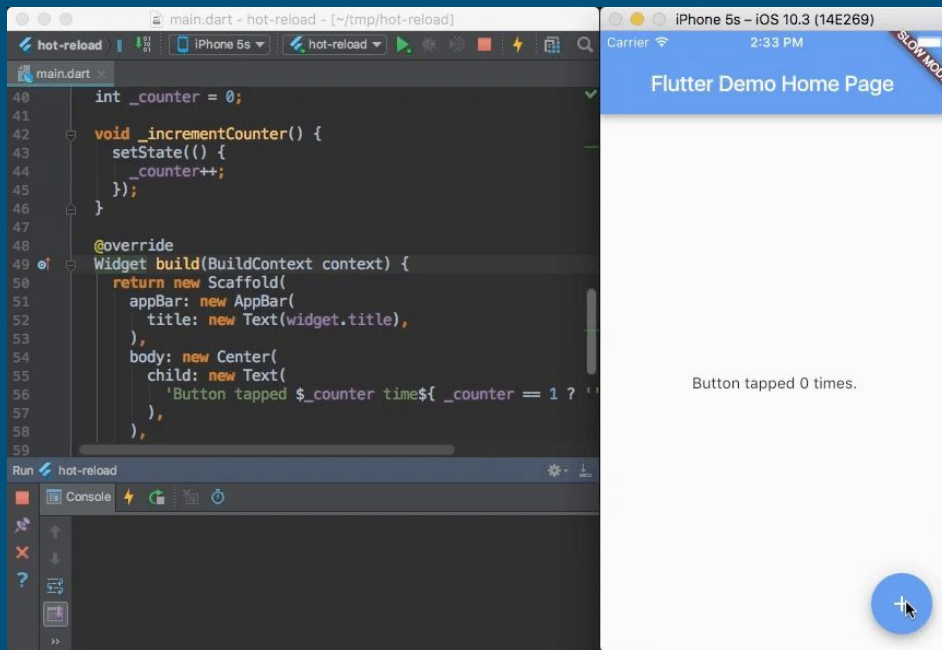 main.dart - hot-reload - [~/tmp/hot-reload]
hot-reload
iPhone 5s
hot-reload
main.dart
40 int _counter = 0;
41
42 void _incrementCounter() {
43 setState(() {
44 _counter++;
45 });
46 }
47
48 @override
49 Widget build(BuildContext context) {
50 return new Scaffold(
51 appBar: new AppBar(
52 title: new Text(widget.title),
53 ),
54 body: new Center(
55 child: new Text(
56 'Button tapped $_counter time${ _counter == 1 ? ''
57 ),
58 ),
59
Run hot-reload
Console
iPhone 5s – iOS 10.3 (14E269)
Carrier 2:33 PM
SLOW MOD
Flutter Demo Home Page
Button tapped 0 times.